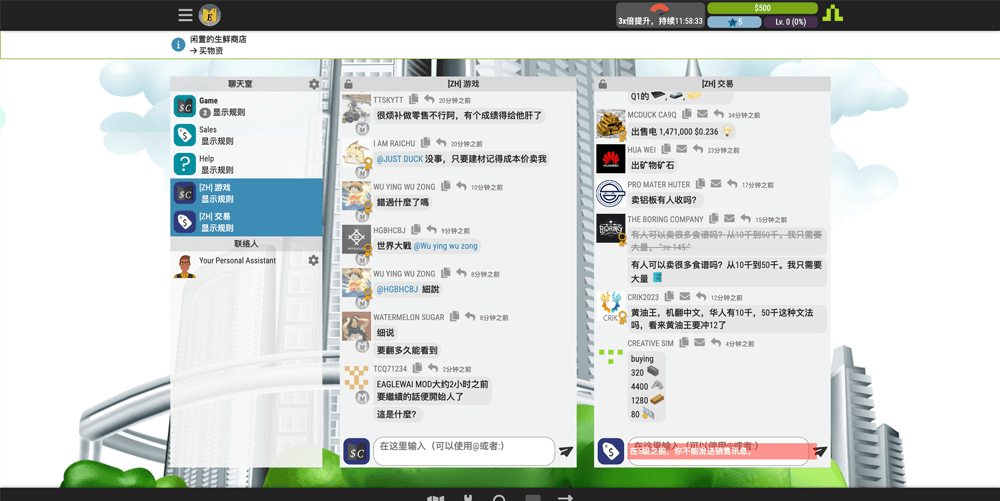 3x倍提升，持续11:58:33
$500
★5
Lv. 0 (0%)
闲置的生鲜商店
→ 买物资
聊天室
Game
2 显示规则
Sales
显示规则
Help
显示规则
[ZH] 游戏
显示规则
[ZH] 交易
显示规则
联络人
Your Personal Assistant
[ZH] 游戏
TTSKYTT 20分钟之前
很烦补做零售不行阿，有个成绩得给他肝了
I AM RAICHU 20分钟之前
@JUST DUCK 没事，只要建材记得成本价卖我
WU YING WU ZONG 10分钟之前
錯過什麼了嗎
HGBHCBJ 9分钟之前
世界大戰 @Wu ying wu zong
WU YING WU ZONG 8分钟之前
@HGBHCBJ 細說
WATERMELON SUGAR 8分钟之前
细说
要翻多久能看到
TCQ71234 2分钟之前
EAGLEWAI MOD大约2小时之前
要繼續的話便開始人了
這是什麼?
在这里输入（可以使用@或者:）
[ZH] 交易
Q1的
MCDUCK CA9Q 34分钟之前
出售电 1,471,000 $0.236
HUA WEI 23分钟之前
出矿物矿石
PRO MATER HUTER 17分钟之前
卖铝板有人收吗?
THE BORING COMPANY 15分钟之前
有人可以卖很多食谱吗？从10千到50千。我只需要
大量。":re-145:"
有人可以卖很多食谱吗？从10千到50千。我只需要
大量
CRIK2023 12分钟之前
黄油王，机翻中文，华人有10千，50千这种文法
吗，看来黄油王要冲12了
CREATIVE SIM 4分钟之前
buying
320
4400
1280
80
在这里输入（可以使用@或者:）
在5级之前，你不能发送销售讯息。